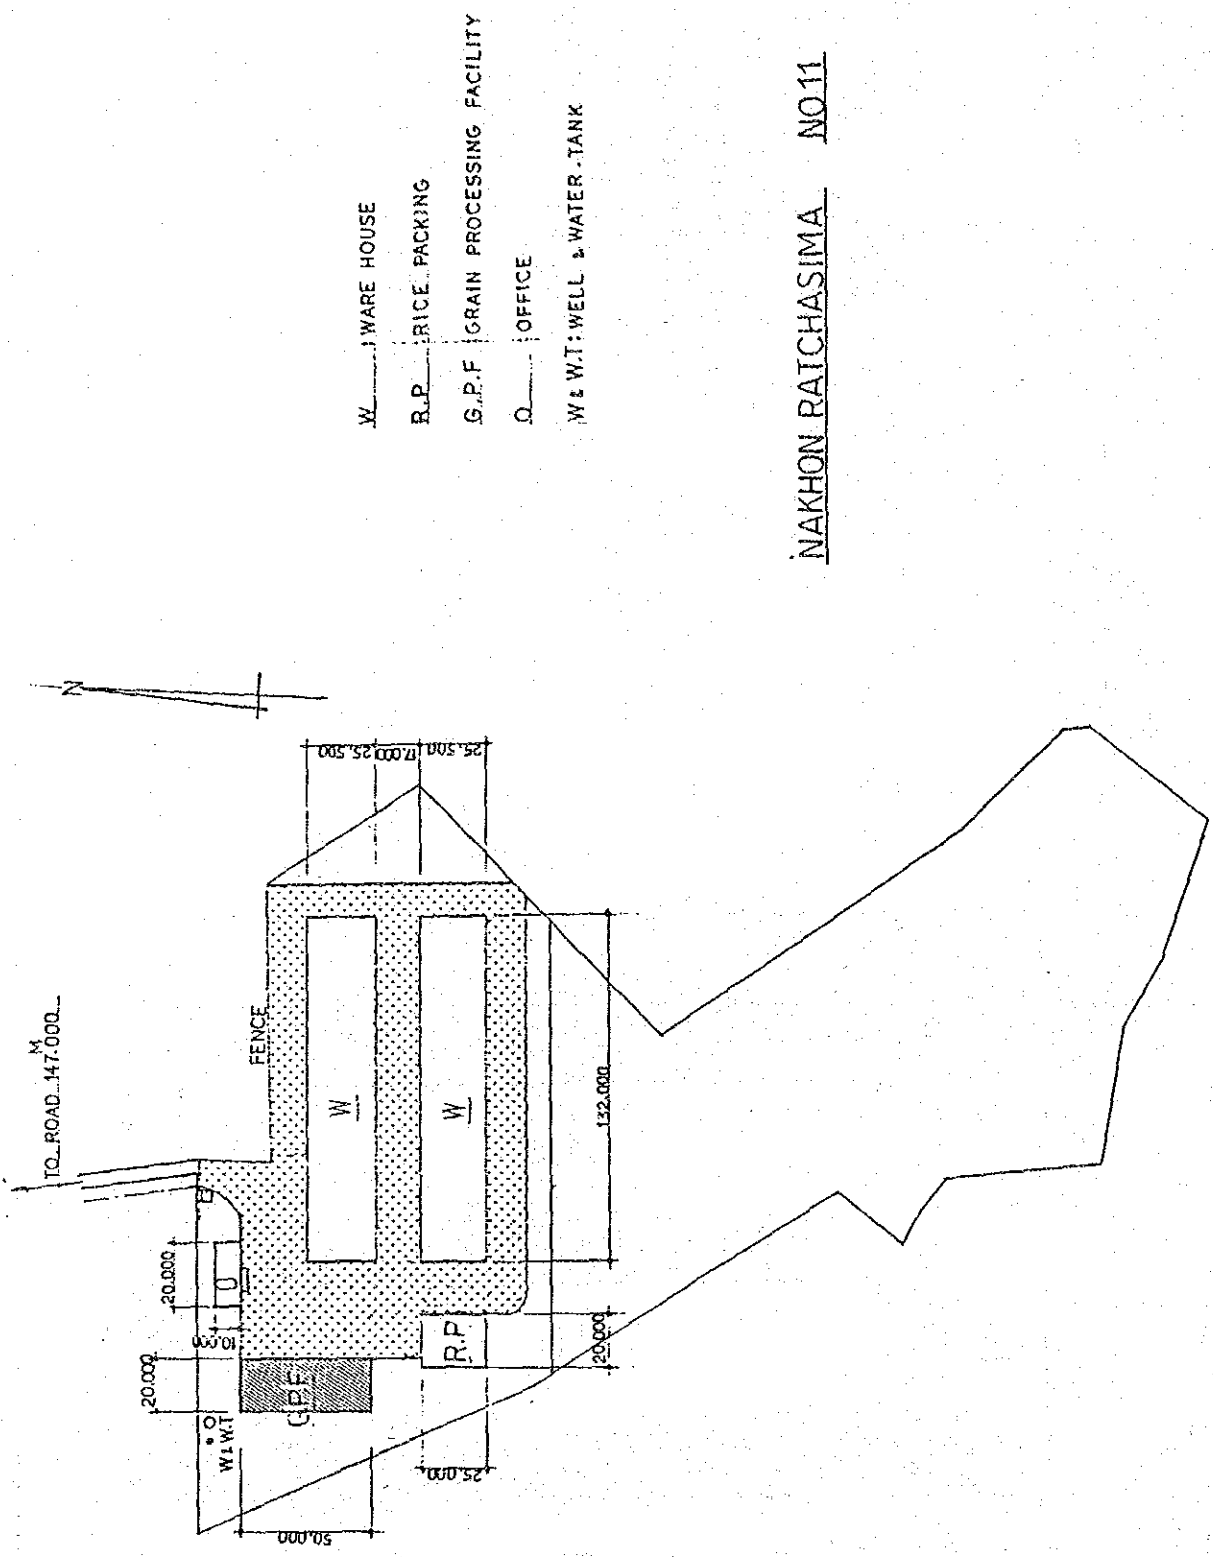 TO ROAD 147.000 M
N
FENCE
W
W
R.P
G.P.F
O
W & W.T
20.000
10.000
20.000
50.000
25.000
20.000
132.000
25.500
17.000
25.500
W : WARE HOUSE
R.P : RICE PACKING
G.P.F : GRAIN PROCESSING FACILITY
O : OFFICE
W & W.T : WELL & WATER-TANK
NAKHON RATCHASIMA NO11